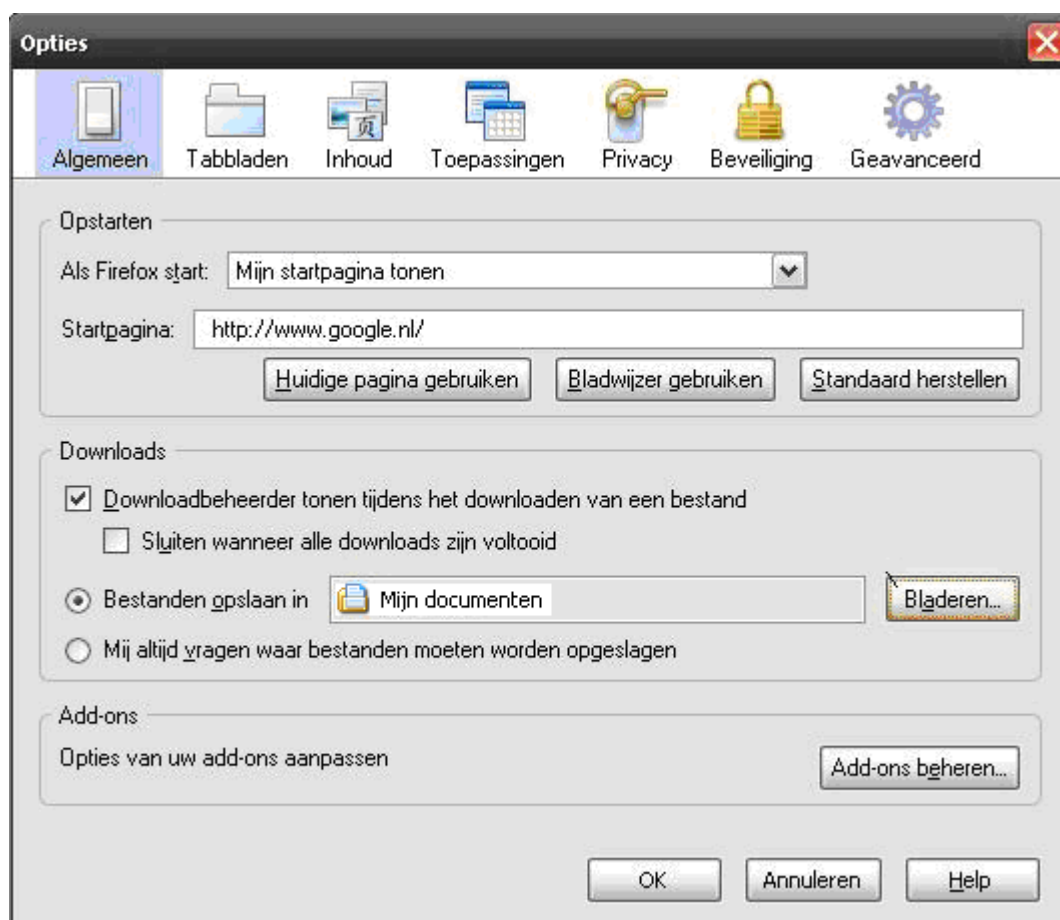 Opties
Algemeen Tabbladen Inhoud Toepassingen Privacy Beveiliging Geavanceerd
页
Opstarten
Als Firefox start: Mijn startpagina tonen
Startpagina: http://www.google.nl/
Huidige pagina gebruiken Bladwijzer gebruiken Standaard herstellen
Downloads
Downloadbeheerder tonen tijdens het downloaden van een bestand
Sluiten wanneer alle downloads zijn voltooid
Bestanden opslaan in Mijn documenten Bladeren...
Mij altijd vragen waar bestanden moeten worden opgeslagen
Add-ons
Opties van uw add-ons aanpassen
Add-ons beheren...
OK Annuleren Help